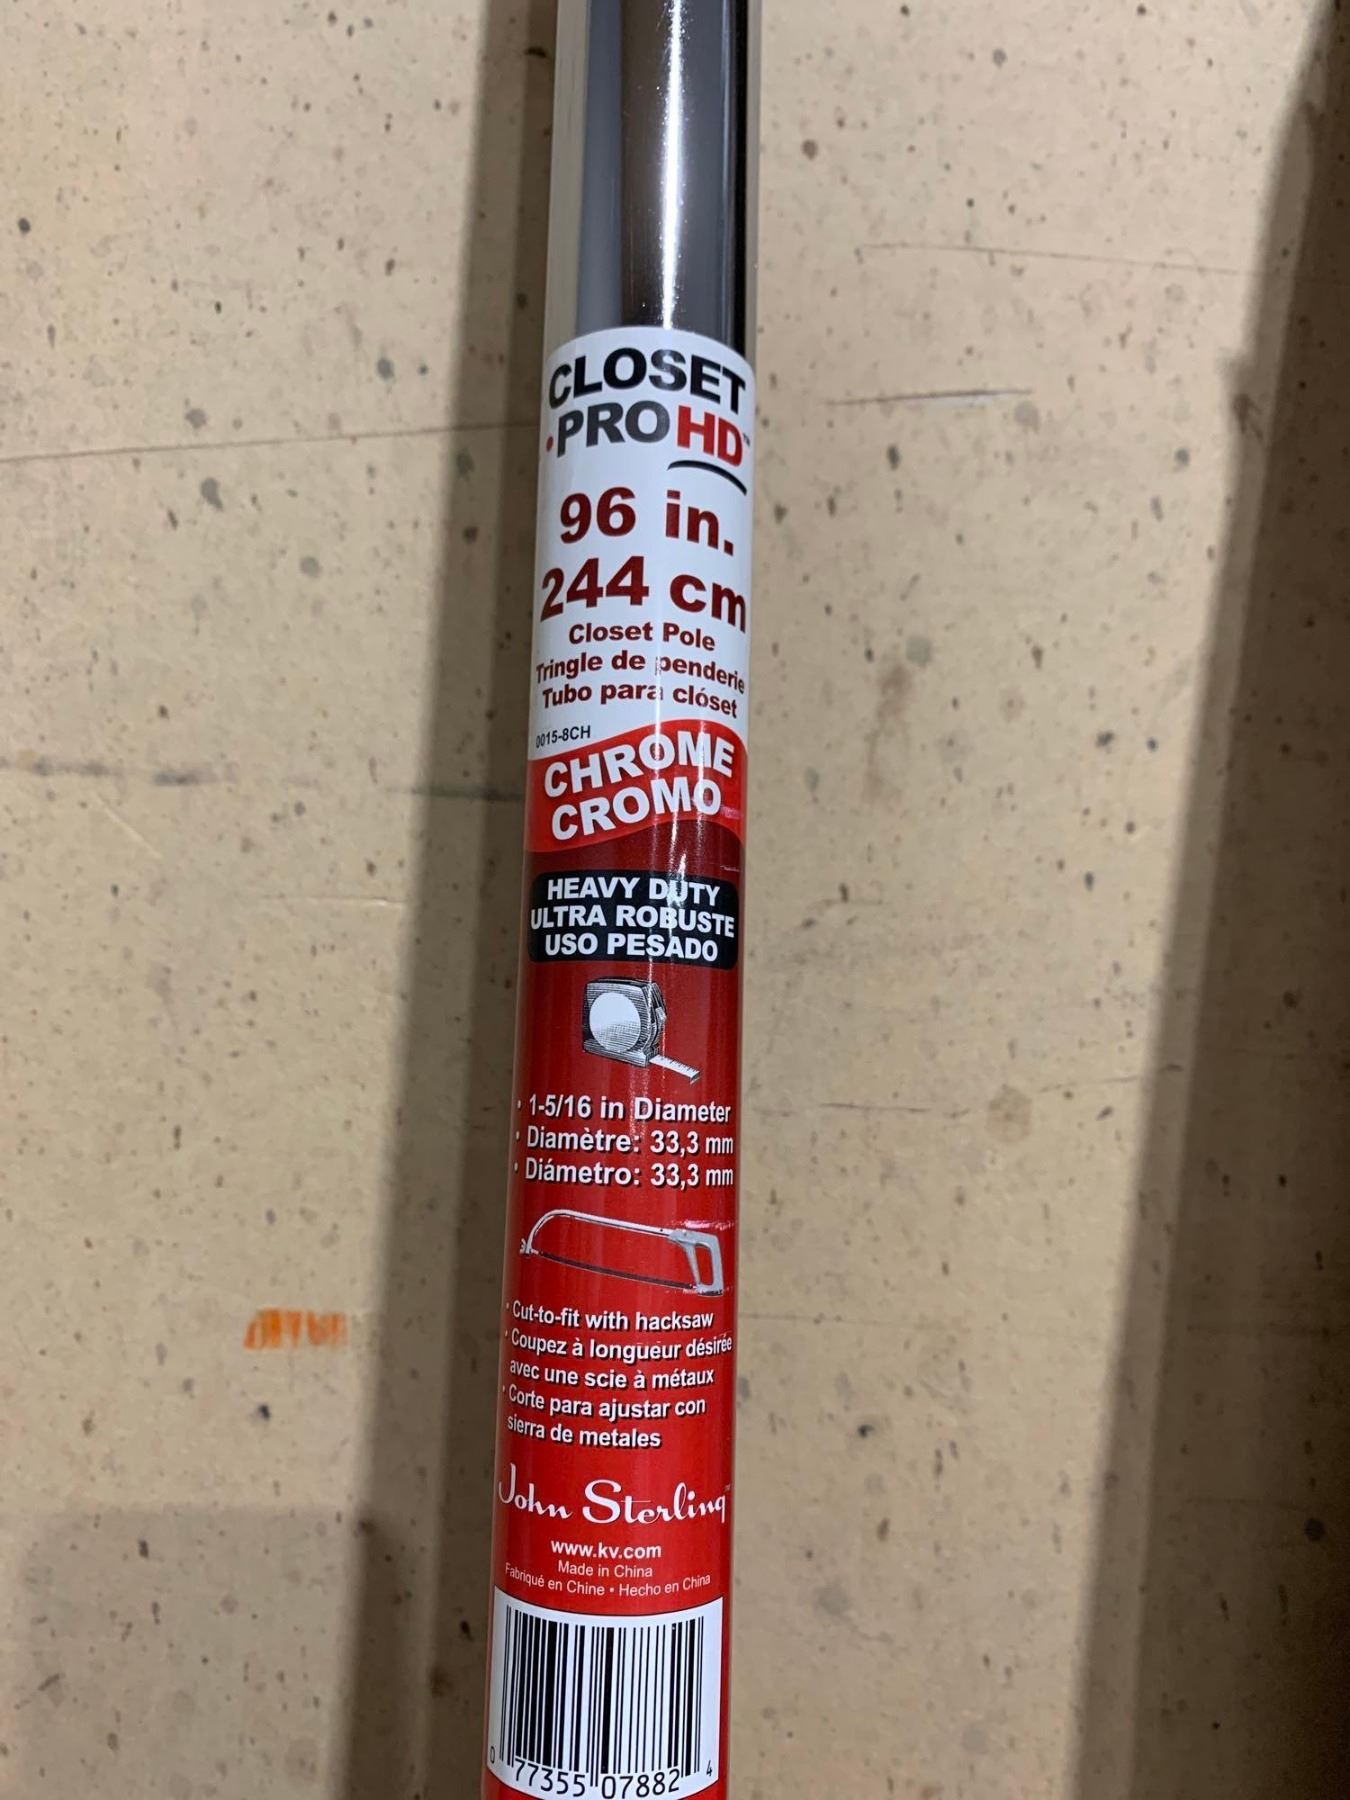 CLOSET
•PROHD™
96 in.
244 cm
Closet Pole
Tringle de penderie
Tubo para clóset
0015-8CH
CHROME
CROMO
HEAVY DUTY
ULTRA ROBUSTE
USO PESADO
• 1-5/16 in Diameter
• Diamètre: 33,3 mm
• Diámetro: 33,3 mm
• Cut-to-fit with hacksaw
• Coupez à longueur désirée
avec une scie à métaux
• Corte para ajustar con
sierra de metales
John Sterling™
www.kv.com
Made in China
Fabriqué en Chine • Hecho en China
0 77355 07882 4